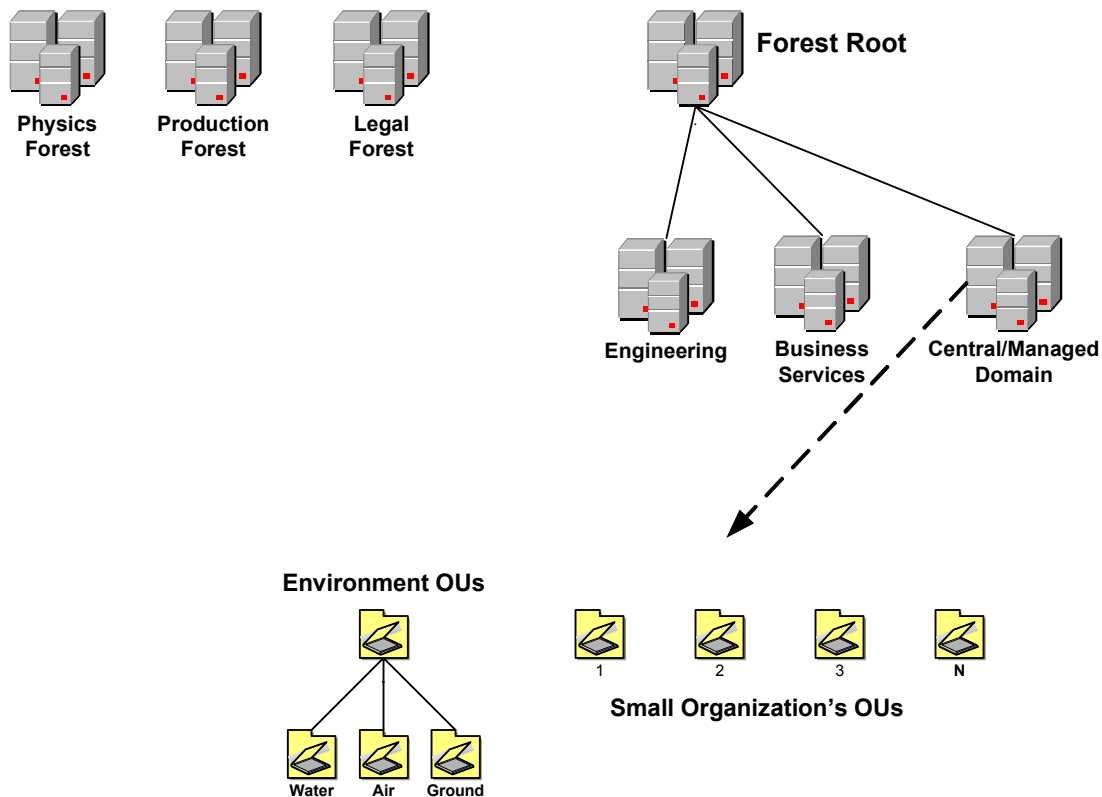 Forest Root
Physics
Forest
Production
Forest
Legal
Forest
Engineering
Business
Services
Central/Managed
Domain
Environment OUs
1
2
3
N
Small Organization's OUs
Water
Air
Ground